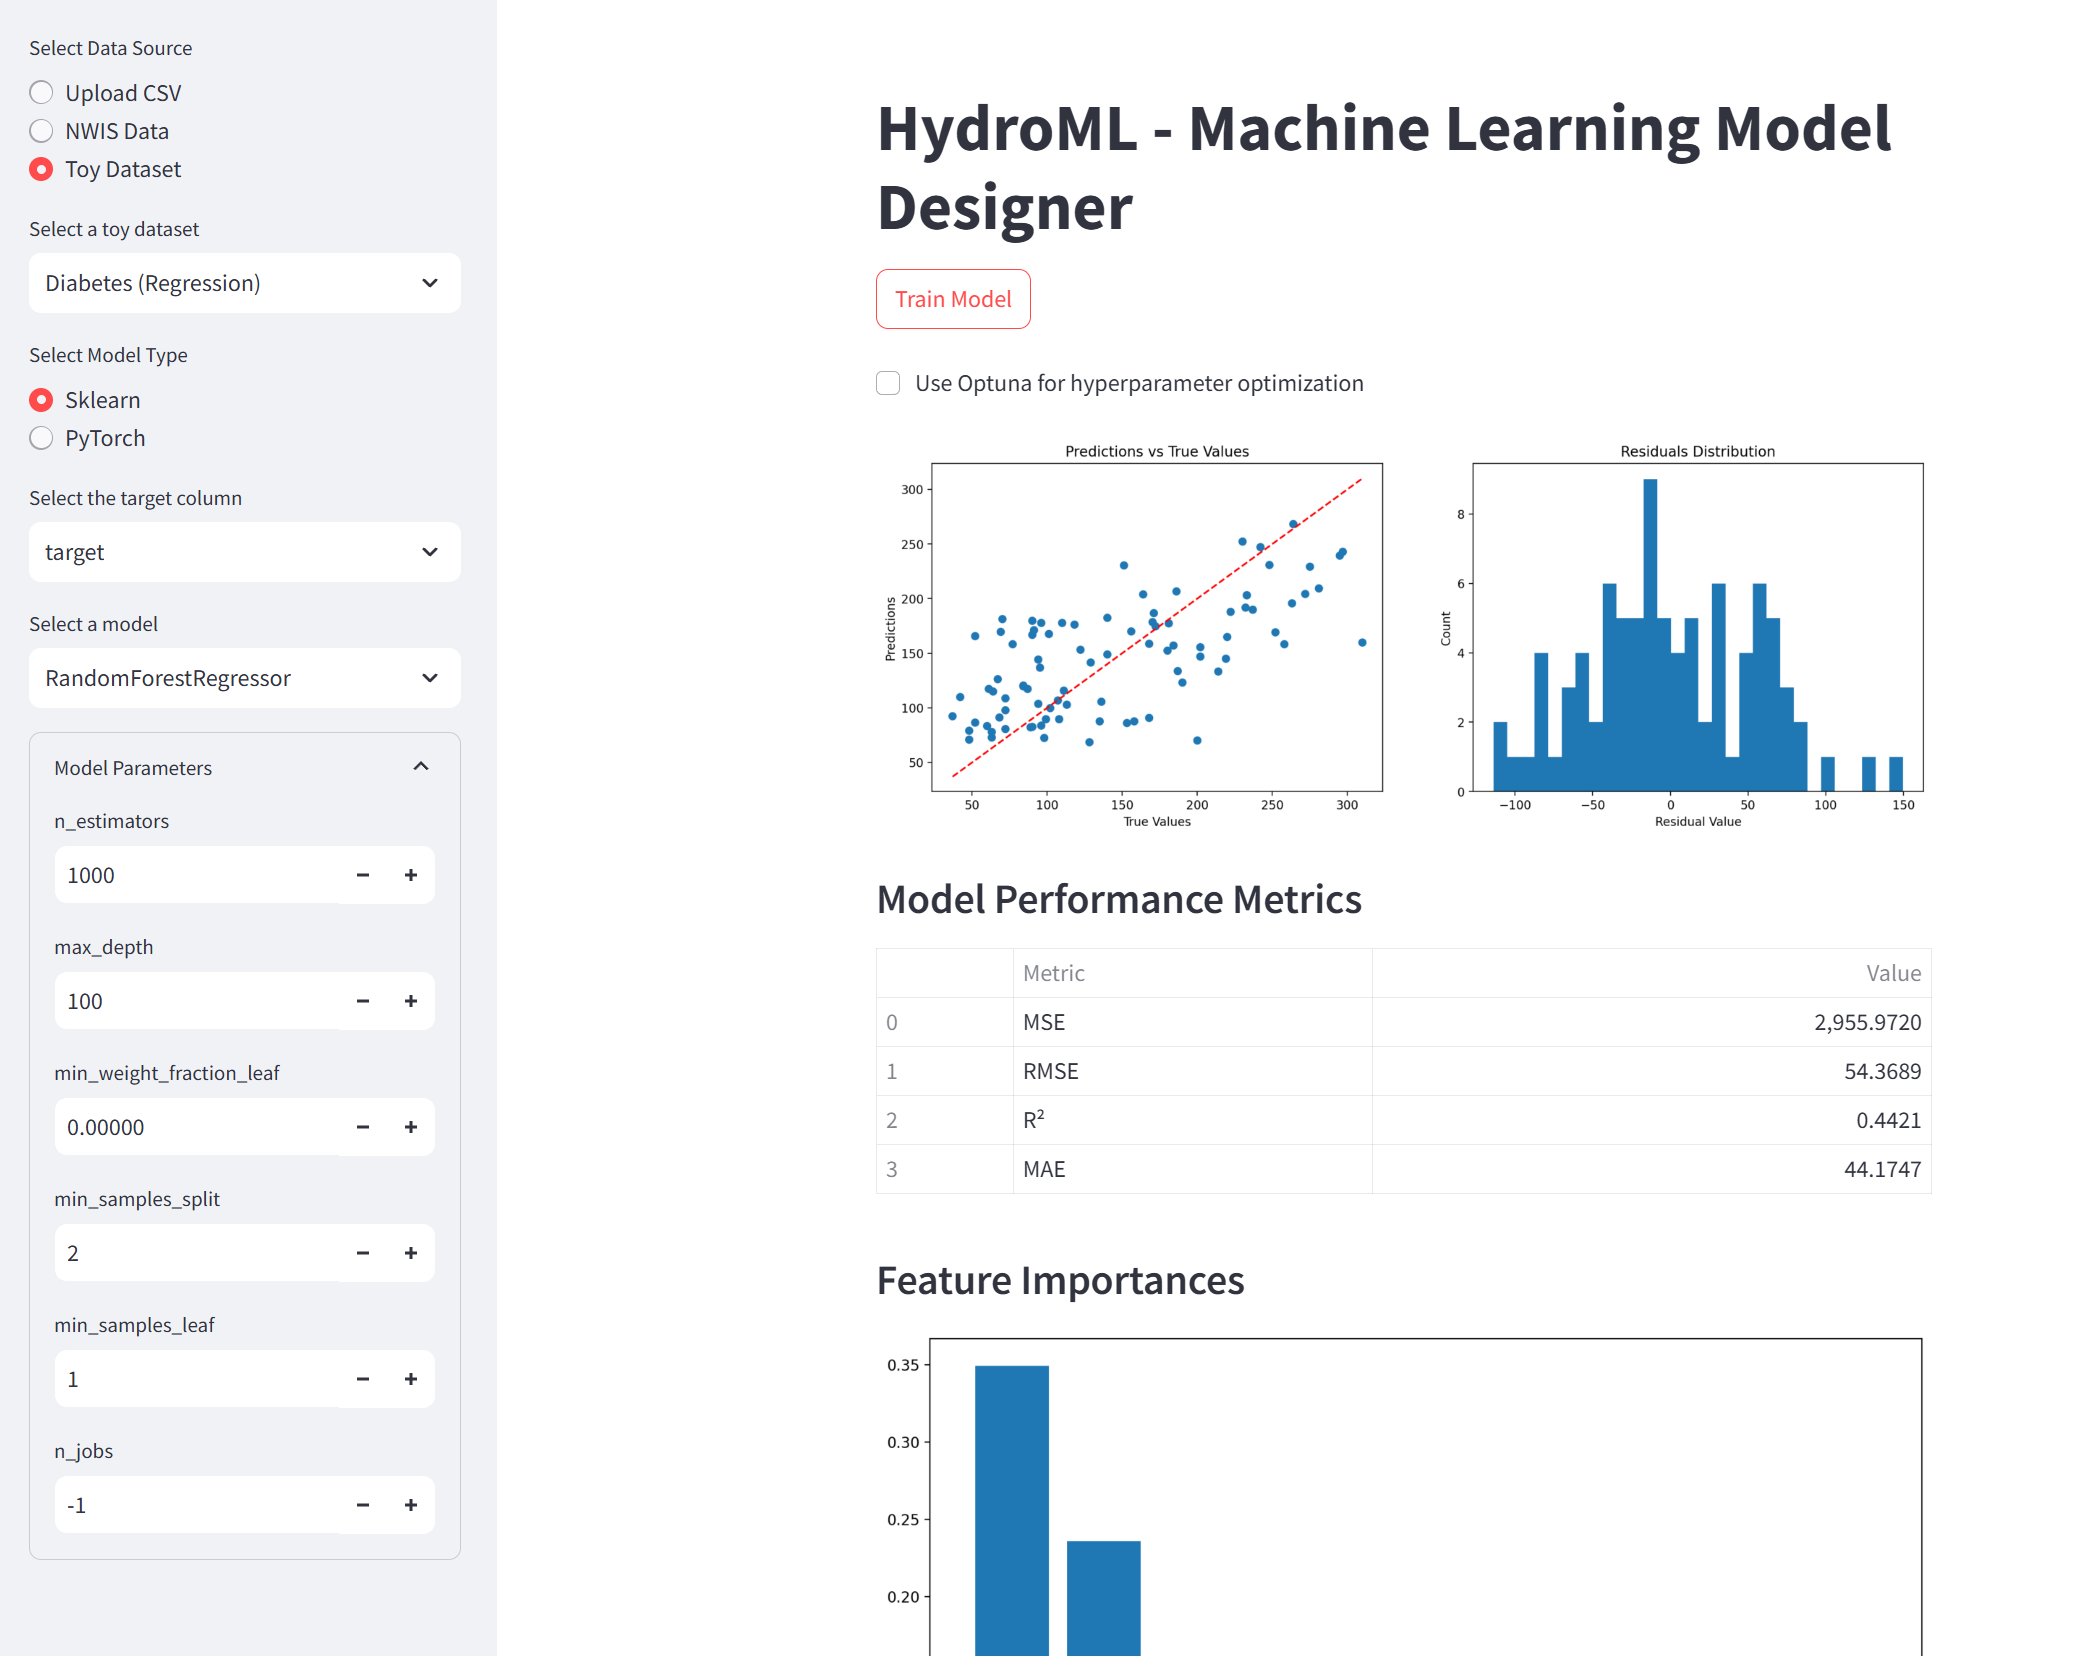 Select Data Source
Upload CSV
NWIS Data
Toy Dataset
Select a toy dataset
Diabetes (Regression)
Select Model Type
Sklearn
PyTorch
Select the target column
target
Select a model
RandomForestRegressor
Model Parameters
n_estimators
1000
max_depth
100
min_weight_fraction_leaf
0.00000
min_samples_split
2
min_samples_leaf
1
n_jobs
-1
HydroML - Machine Learning Model
Designer
Train Model
Use Optuna for hyperparameter optimization
Predictions vs True Values
300
250
200
150
100
50
Predictions
50 100 150 200 250 300
True Values
Residuals Distribution
8
6
4
2
0
Count
−100 −50 0 50 100 150
Residual Value
Model Performance Metrics
Metric Value
0 MSE 2,955.9720
1 RMSE 54.3689
2 R² 0.4421
3 MAE 44.1747
Feature Importances
0.35
0.30
0.25
0.20